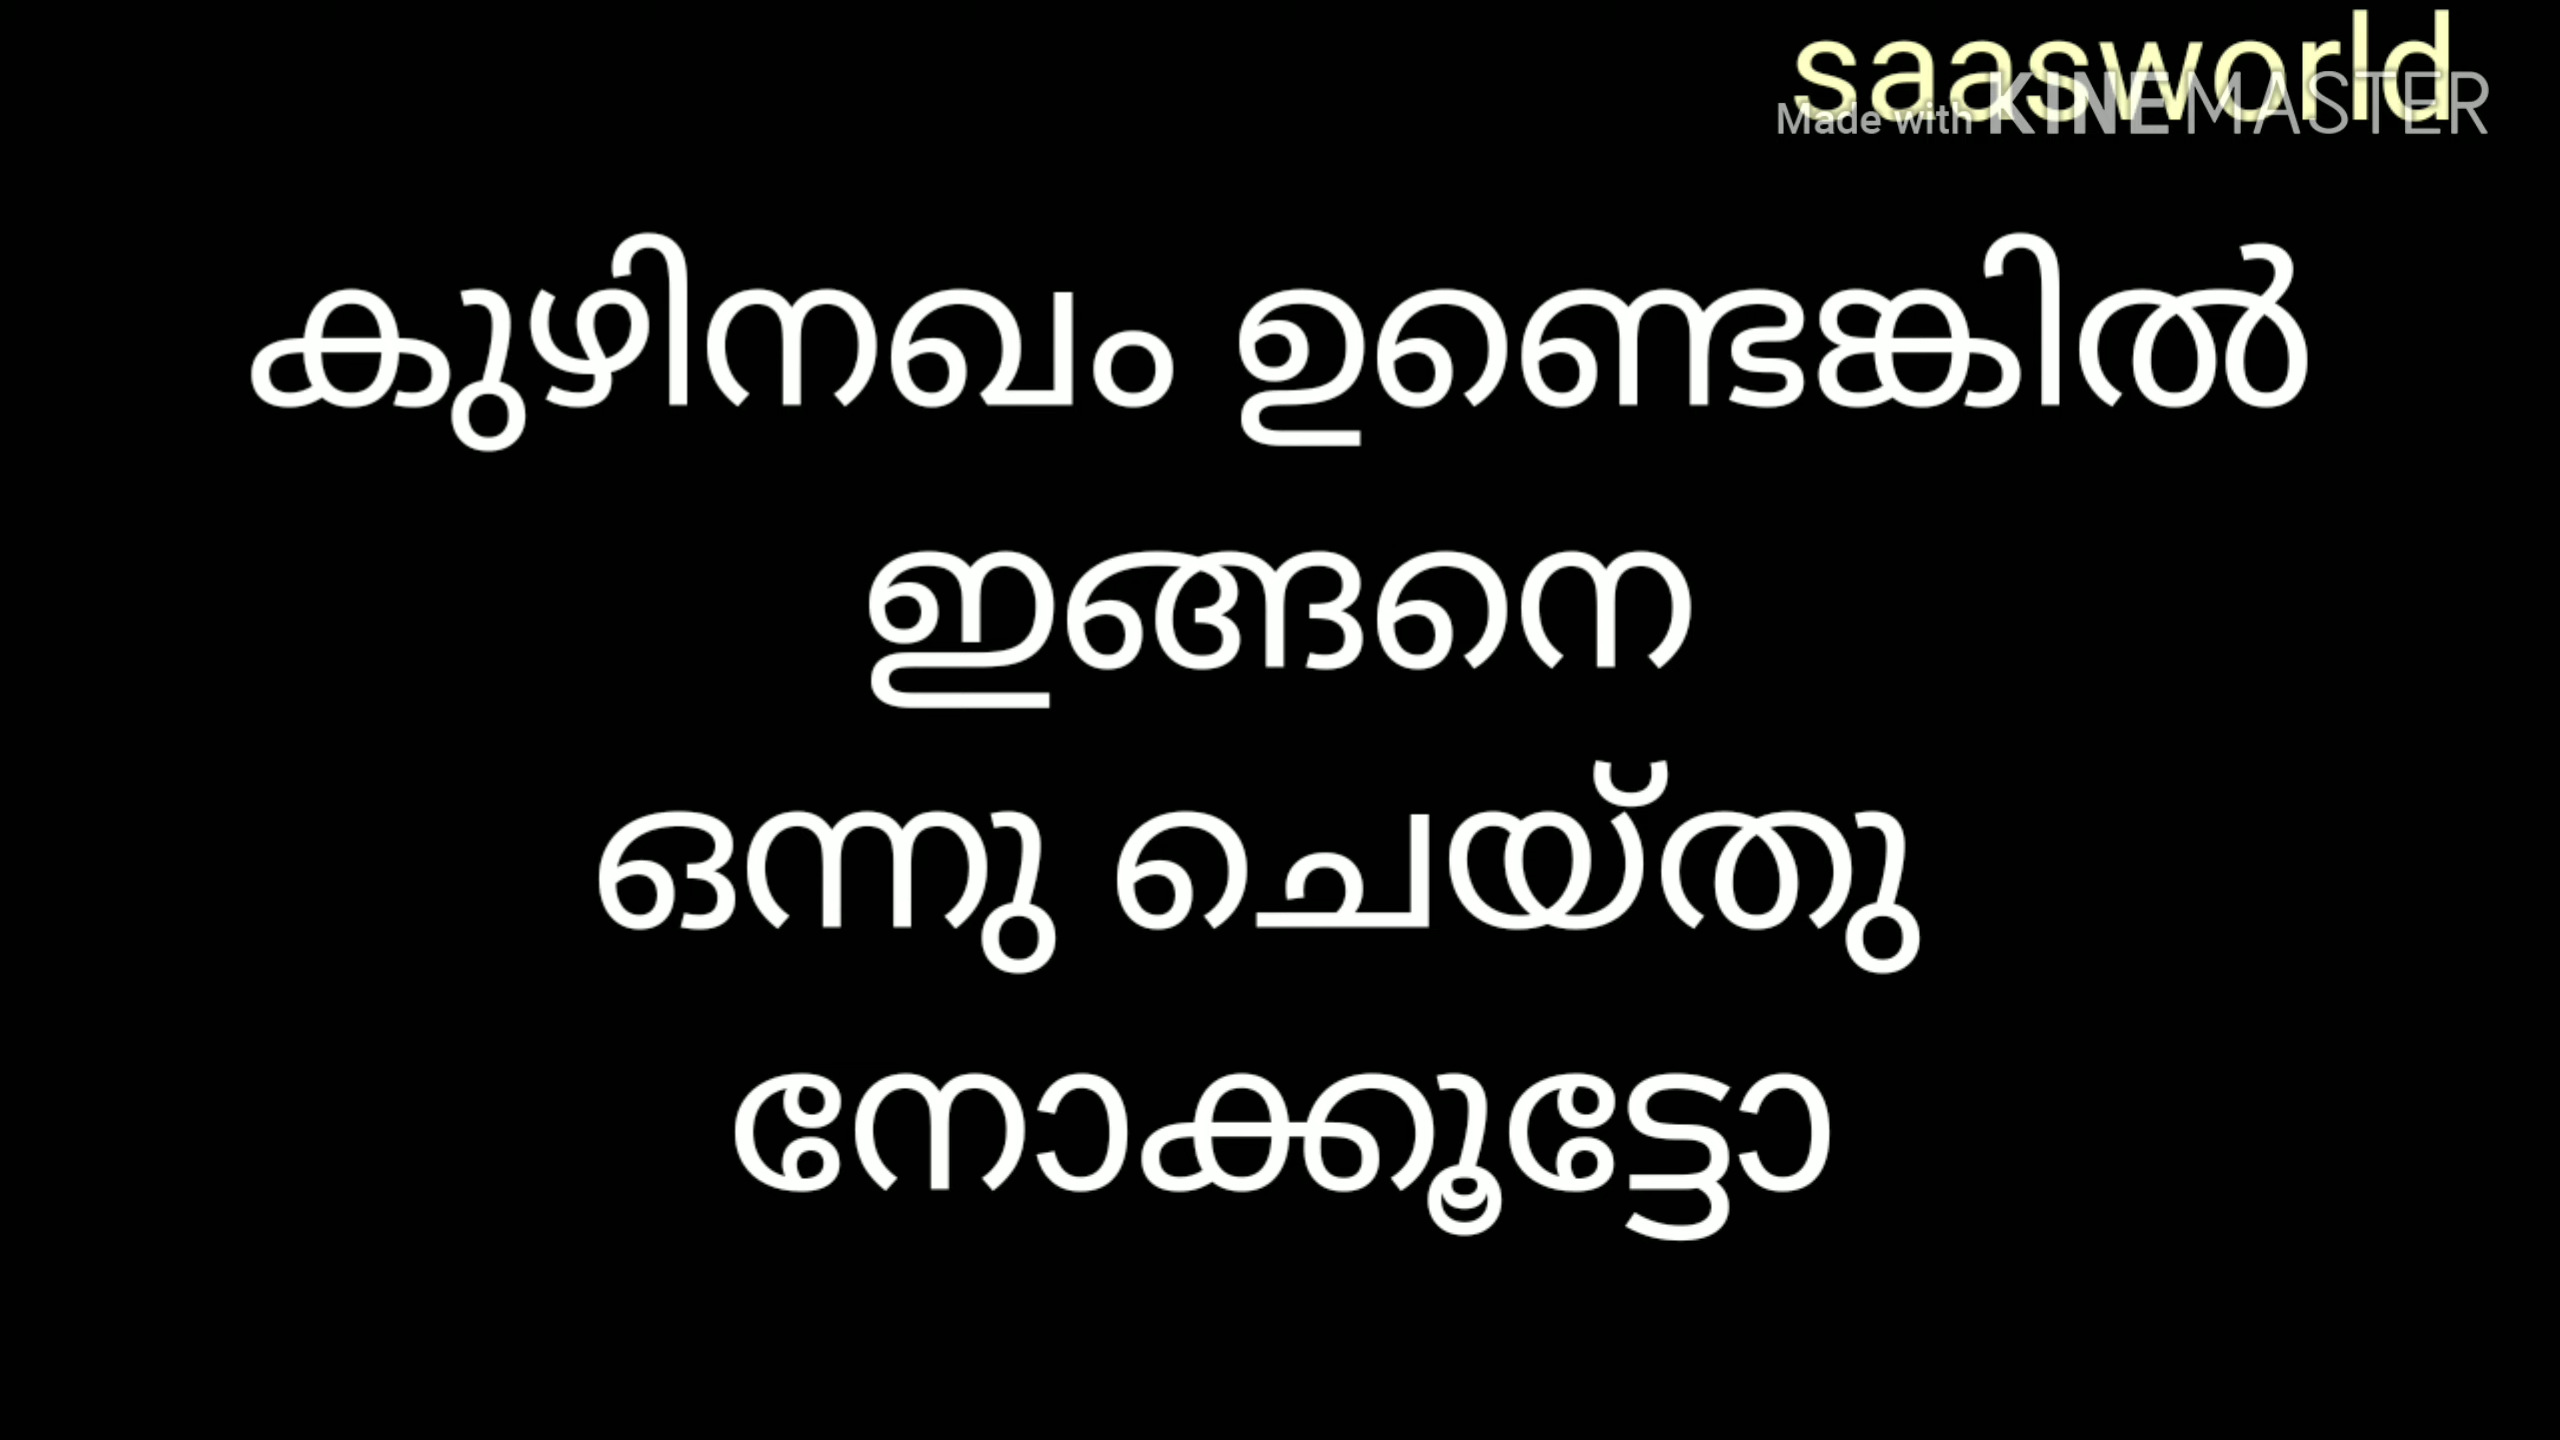 saasworld
Made with KINEMASTER
കുഴിനഖം ഉണ്ടെങ്കിൽ
ഇങ്ങനെ
ഒന്നു ചെയ്തു
നോക്കൂട്ടോ